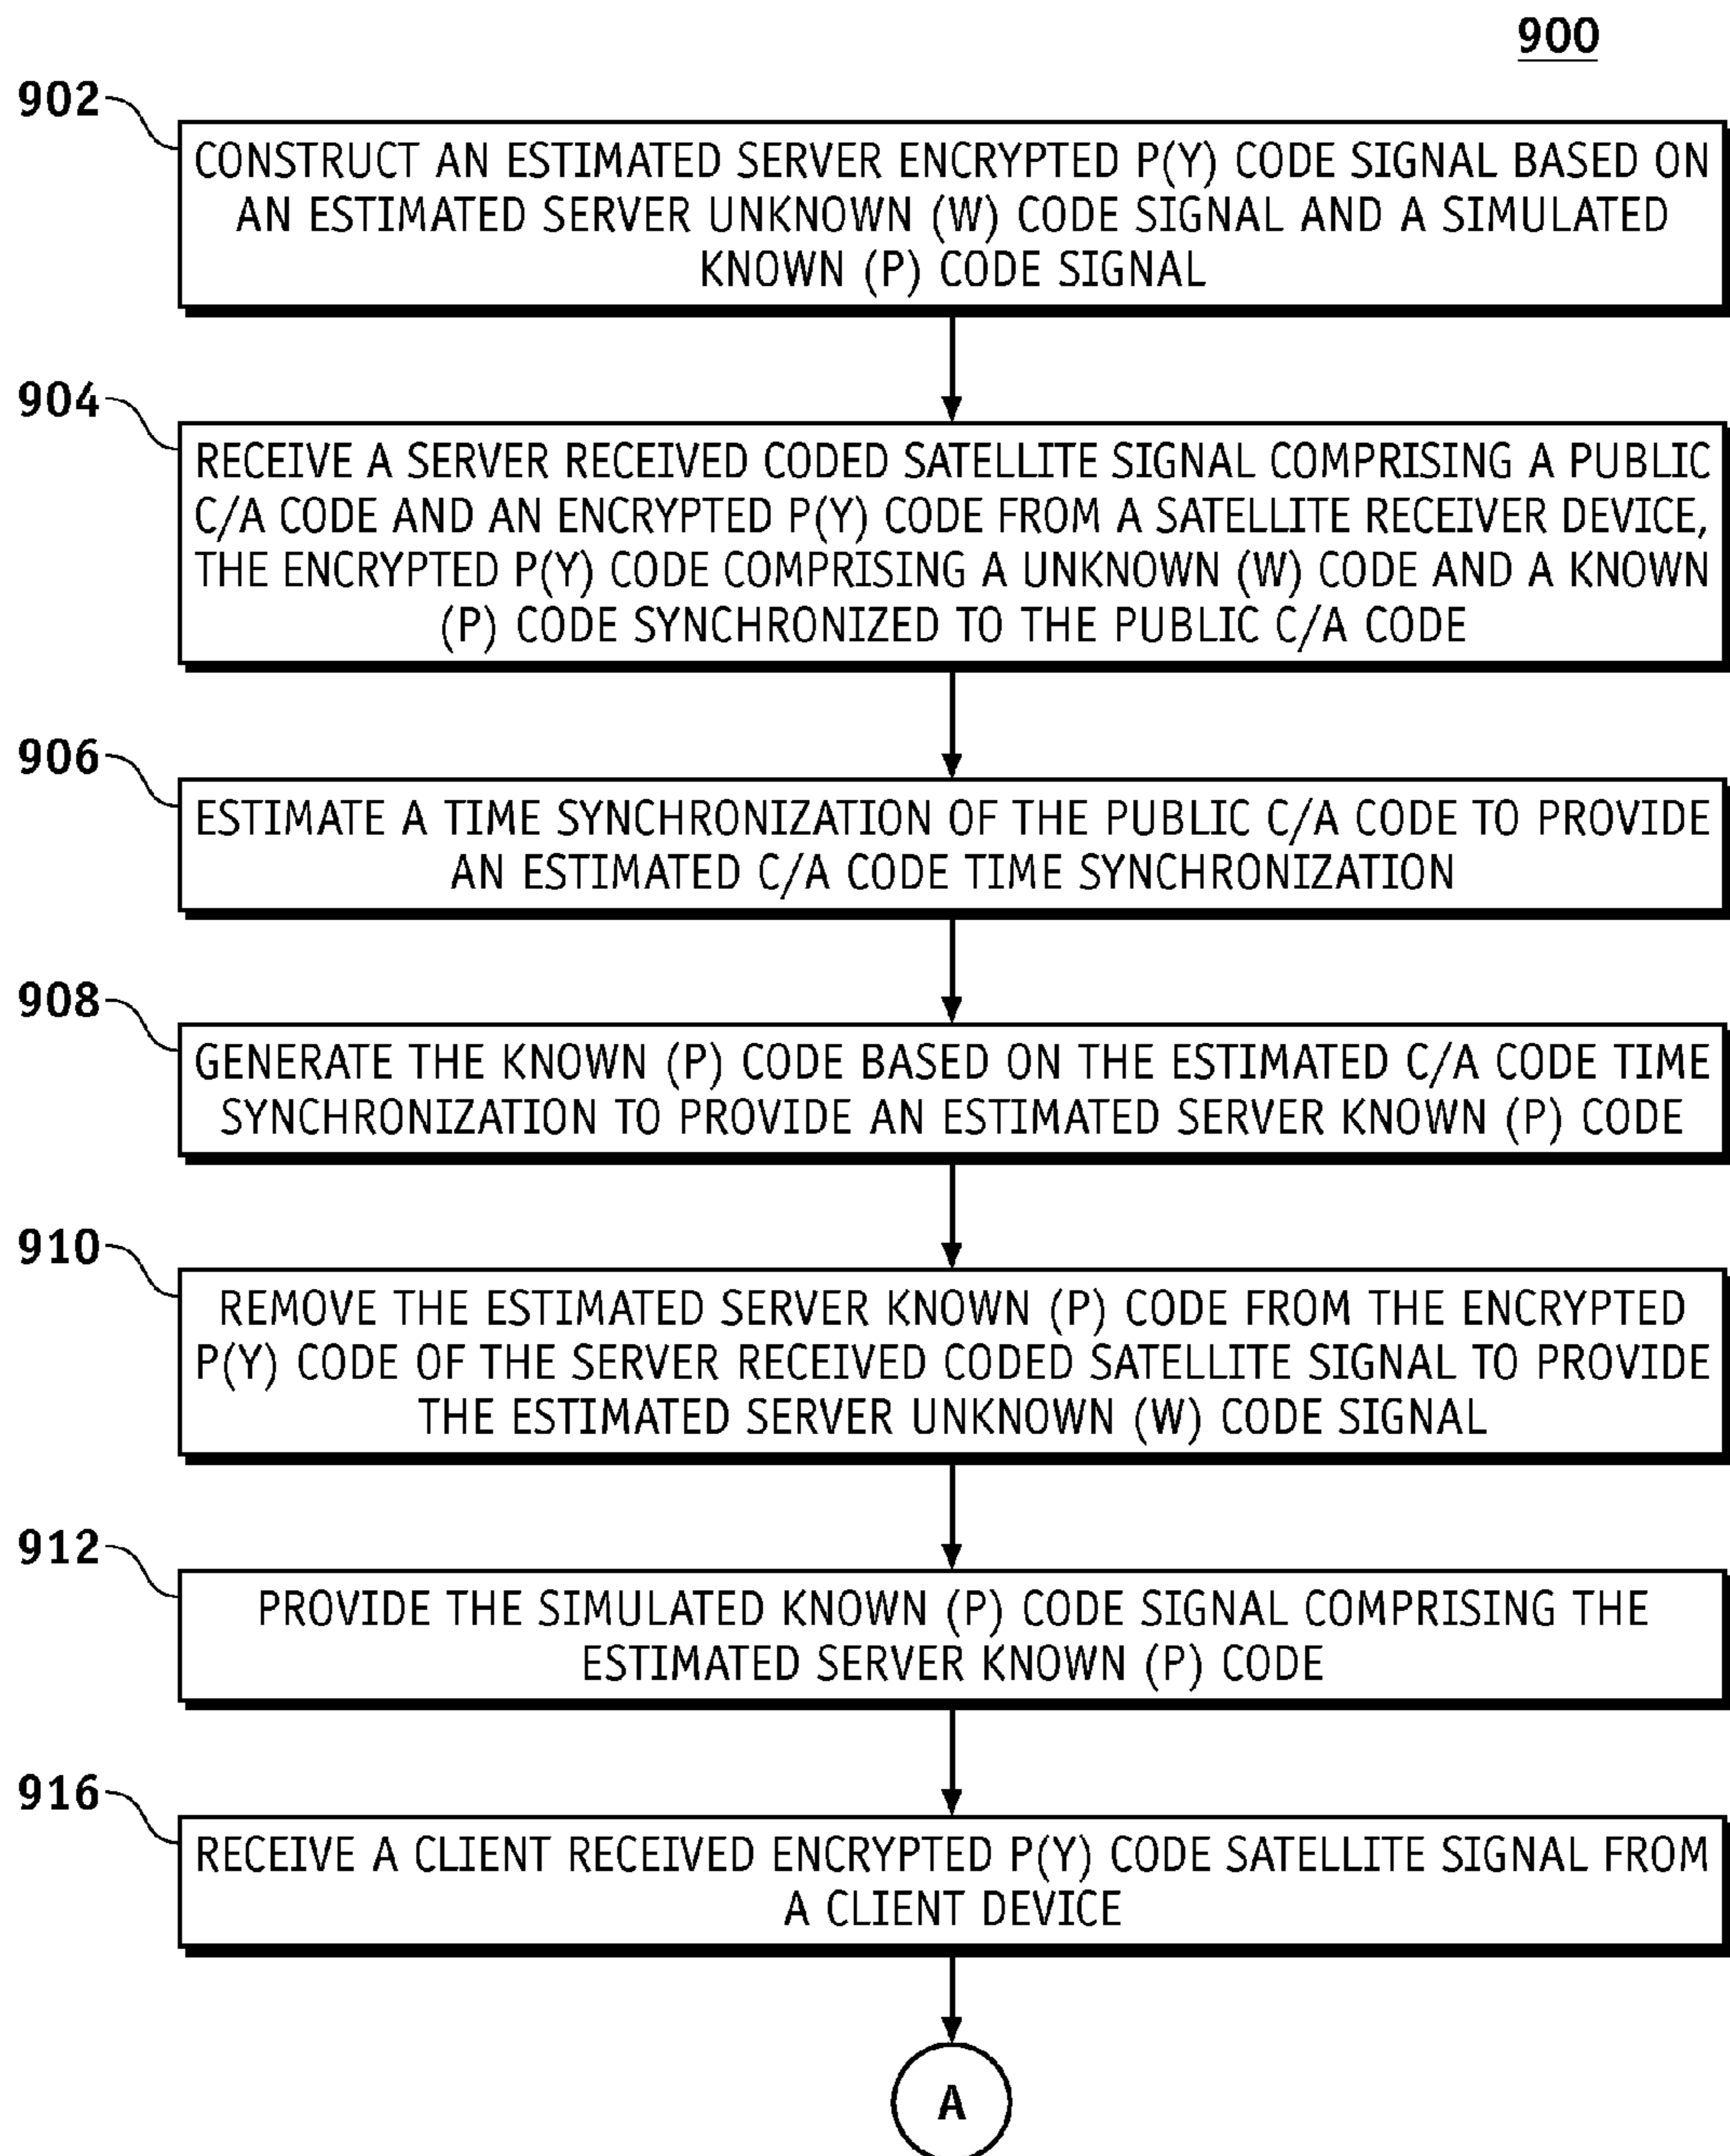 900
902
CONSTRUCT AN ESTIMATED SERVER ENCRYPTED P(Y) CODE SIGNAL BASED ON
AN ESTIMATED SERVER UNKNOWN (W) CODE SIGNAL AND A SIMULATED
KNOWN (P) CODE SIGNAL
904
RECEIVE A SERVER RECEIVED CODED SATELLITE SIGNAL COMPRISING A PUBLIC
C/A CODE AND AN ENCRYPTED P(Y) CODE FROM A SATELLITE RECEIVER DEVICE,
THE ENCRYPTED P(Y) CODE COMPRISING A UNKNOWN (W) CODE AND A KNOWN
(P) CODE SYNCHRONIZED TO THE PUBLIC C/A CODE
906
ESTIMATE A TIME SYNCHRONIZATION OF THE PUBLIC C/A CODE TO PROVIDE
AN ESTIMATED C/A CODE TIME SYNCHRONIZATION
908
GENERATE THE KNOWN (P) CODE BASED ON THE ESTIMATED C/A CODE TIME
SYNCHRONIZATION TO PROVIDE AN ESTIMATED SERVER KNOWN (P) CODE
910
REMOVE THE ESTIMATED SERVER KNOWN (P) CODE FROM THE ENCRYPTED
P(Y) CODE OF THE SERVER RECEIVED CODED SATELLITE SIGNAL TO PROVIDE
THE ESTIMATED SERVER UNKNOWN (W) CODE SIGNAL
912
PROVIDE THE SIMULATED KNOWN (P) CODE SIGNAL COMPRISING THE
ESTIMATED SERVER KNOWN (P) CODE
916
RECEIVE A CLIENT RECEIVED ENCRYPTED P(Y) CODE SATELLITE SIGNAL FROM
A CLIENT DEVICE
A